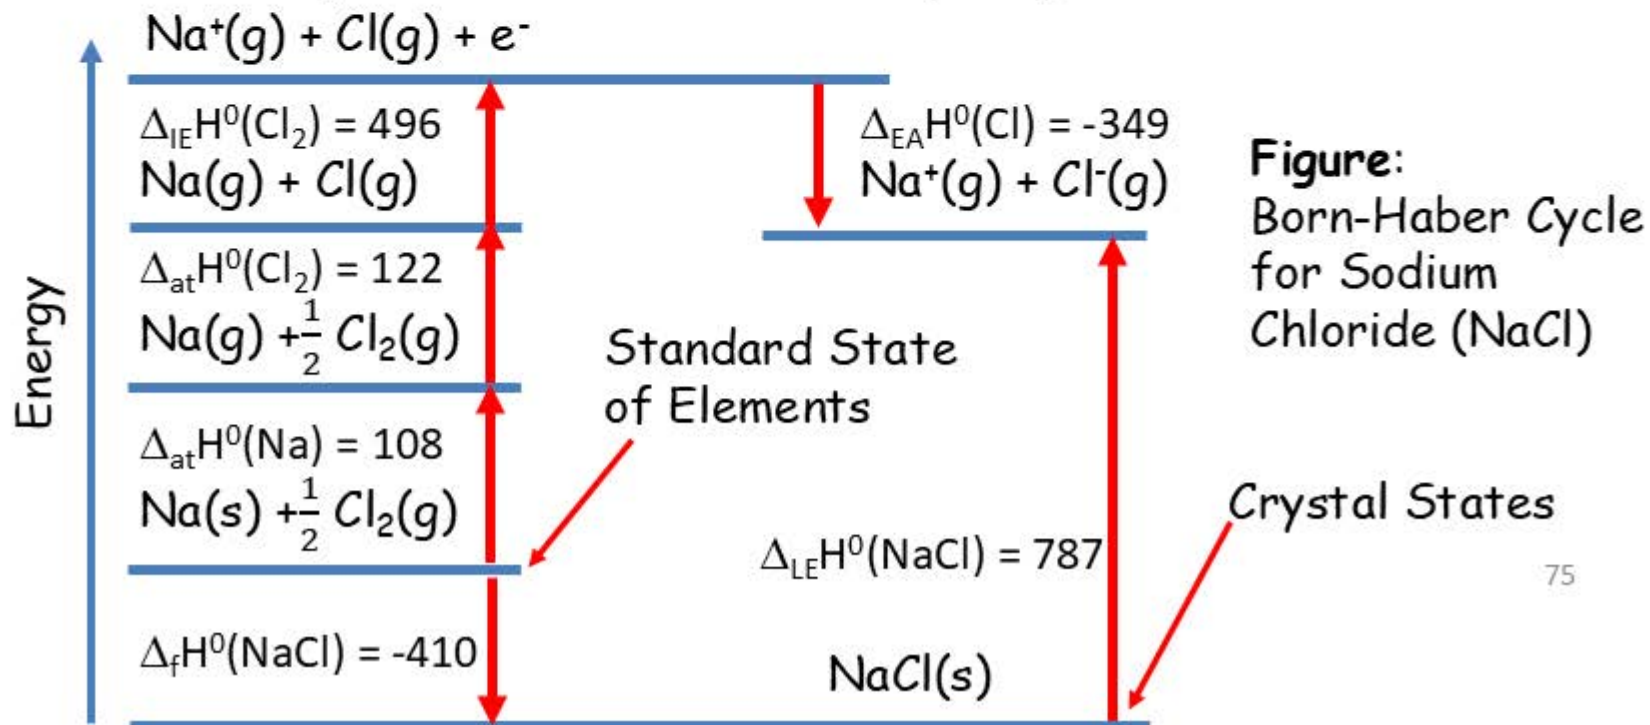 Na⁺(g) + Cl(g) + e⁻
Δ_IEH⁰(Cl₂) = 496
Na(g) + Cl(g)
Δ_atH⁰(Cl₂) = 122
Na(g) +½ Cl₂(g)
Δ_atH⁰(Na) = 108
Na(s) +½ Cl₂(g)
Δ_fH⁰(NaCl) = -410
Energy
Δ_EAH⁰(Cl) = -349
Na⁺(g) + Cl⁻(g)
Standard State
of Elements
Δ_LEH⁰(NaCl) = 787
NaCl(s)
Crystal States
Figure:
Born-Haber Cycle
for Sodium
Chloride (NaCl)
75